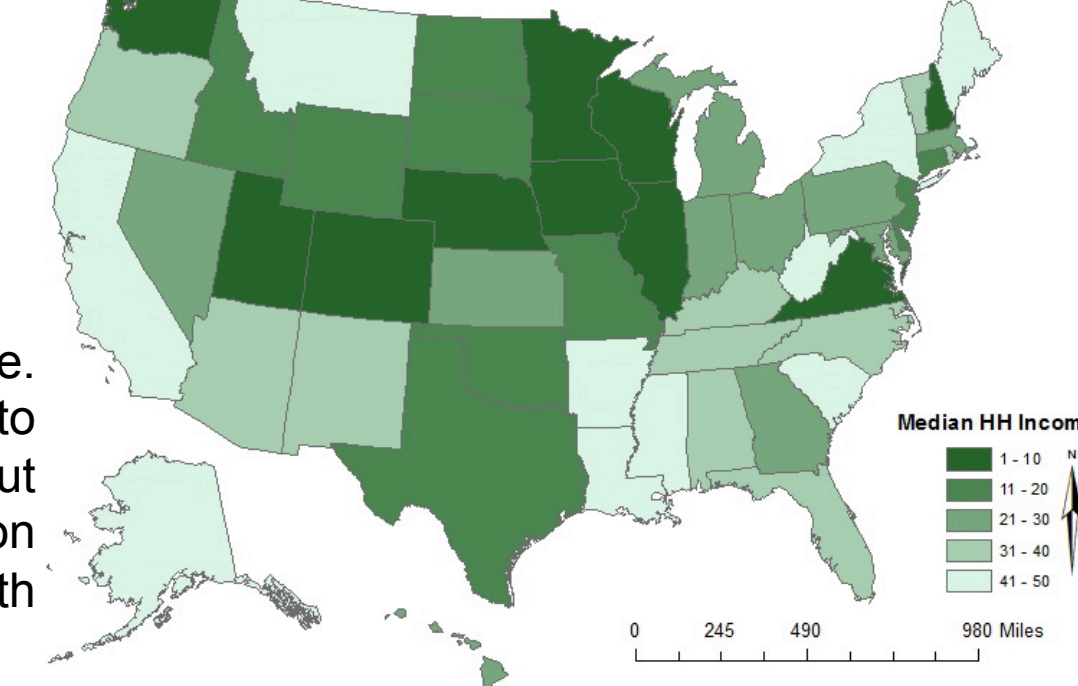 e.
to
ut
on
th
Median HH Incom
1 - 10
11 - 20
21 - 30
31 - 40
41 - 50
N
0 245 490 980 Miles